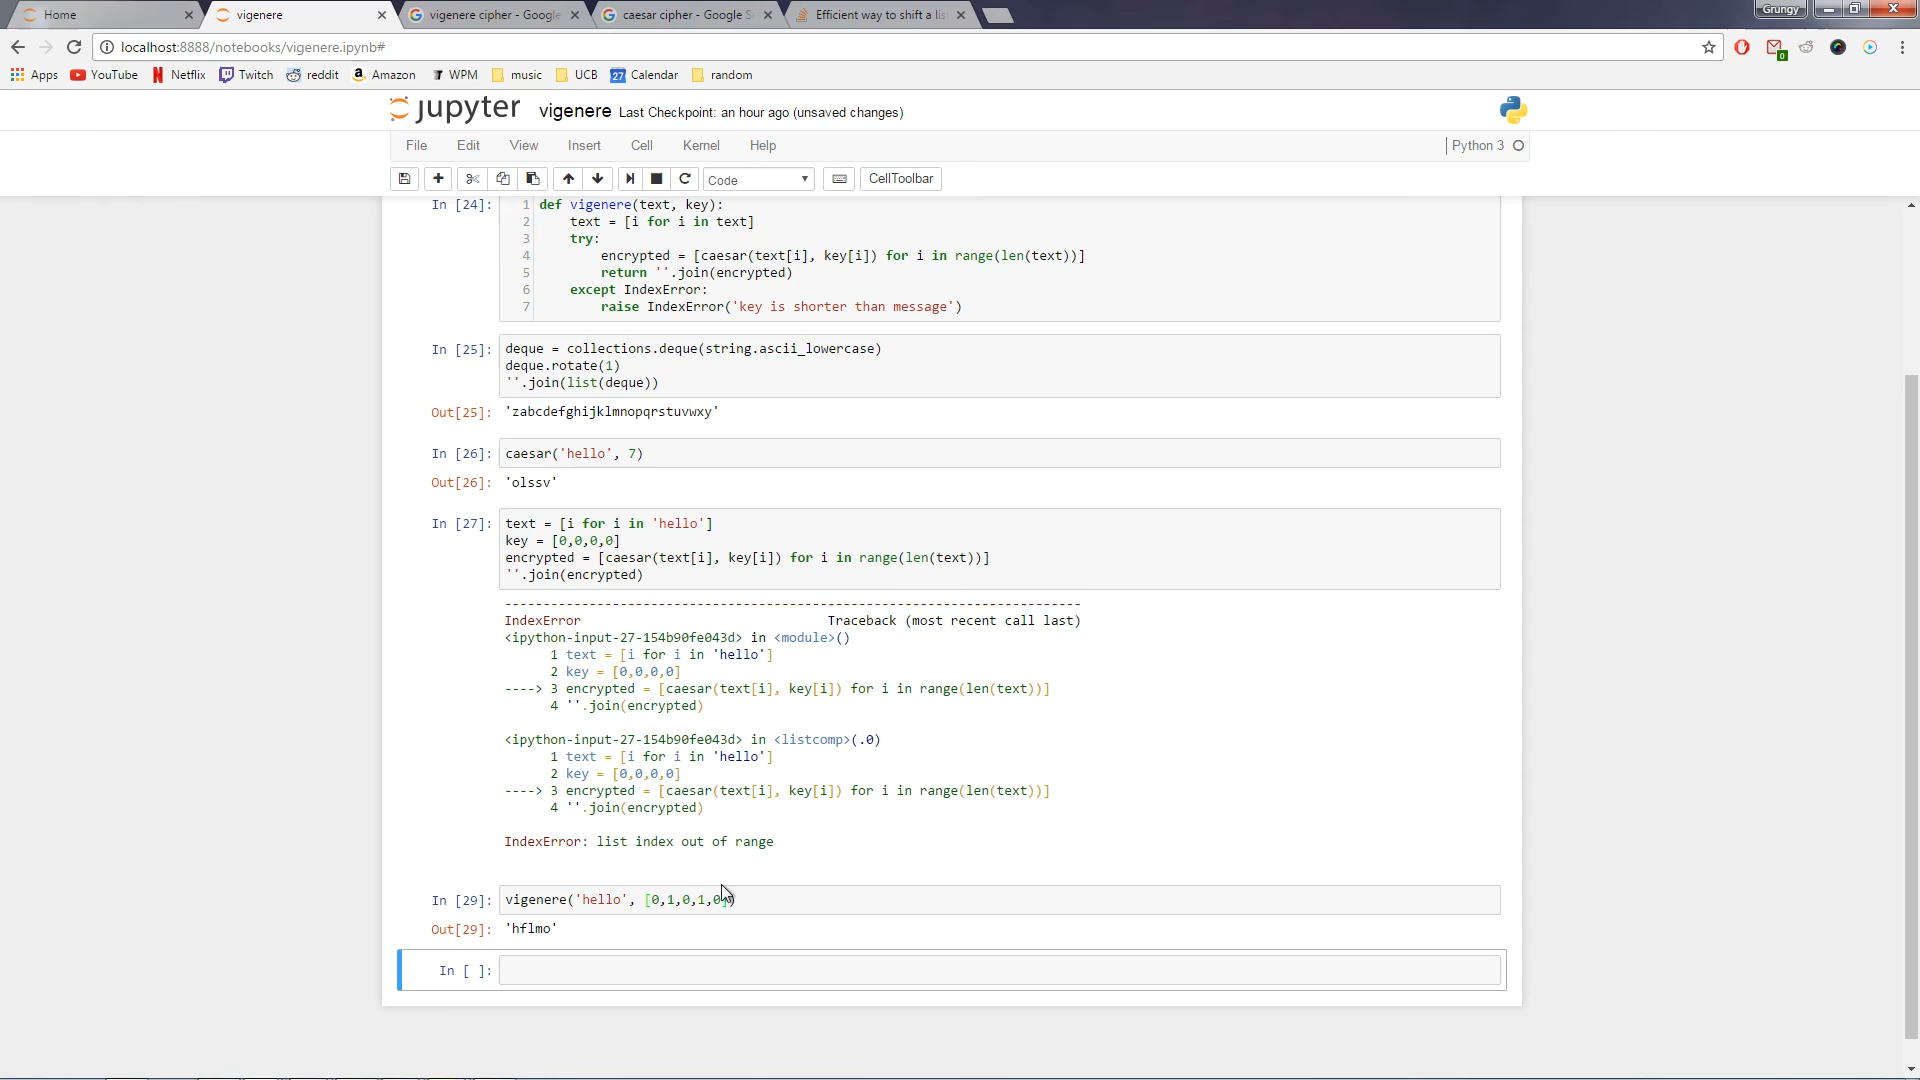 Home
vigenere
vigenere cipher - Google
caesar cipher - Google S
Efficient way to shift a lis
Grungy
localhost:8888/notebooks/vigenere.ipynb#
0
Apps YouTube Netflix Twitch reddit Amazon WPM music UCB 27 Calendar random
jupyter vigenere Last Checkpoint: an hour ago (unsaved changes)
File Edit View Insert Cell Kernel Help Python 3
Code CellToolbar
In [24]: 1 def vigenere(text, key):
2 text = [i for i in text]
3 try:
4 encrypted = [caesar(text[i], key[i]) for i in range(len(text))]
5 return ''.join(encrypted)
6 except IndexError:
7 raise IndexError('key is shorter than message')
In [25]: deque = collections.deque(string.ascii_lowercase)
deque.rotate(1)
''.join(list(deque))
Out[25]: 'zabcdefghijklmnopqrstuvwxy'
In [26]: caesar('hello', 7)
Out[26]: 'olssv'
In [27]: text = [i for i in 'hello']
key = [0,0,0,0]
encrypted = [caesar(text[i], key[i]) for i in range(len(text))]
''.join(encrypted)
---------------------------------------------------------------------------
IndexError Traceback (most recent call last)
<ipython-input-27-154b90fe043d> in <module>()
1 text = [i for i in 'hello']
2 key = [0,0,0,0]
----> 3 encrypted = [caesar(text[i], key[i]) for i in range(len(text))]
4 ''.join(encrypted)
<ipython-input-27-154b90fe043d> in <listcomp>(.0)
1 text = [i for i in 'hello']
2 key = [0,0,0,0]
----> 3 encrypted = [caesar(text[i], key[i]) for i in range(len(text))]
4 ''.join(encrypted)
IndexError: list index out of range
In [29]: vigenere('hello', [0,1,0,1,0])
Out[29]: 'hflmo'
In [ ]: